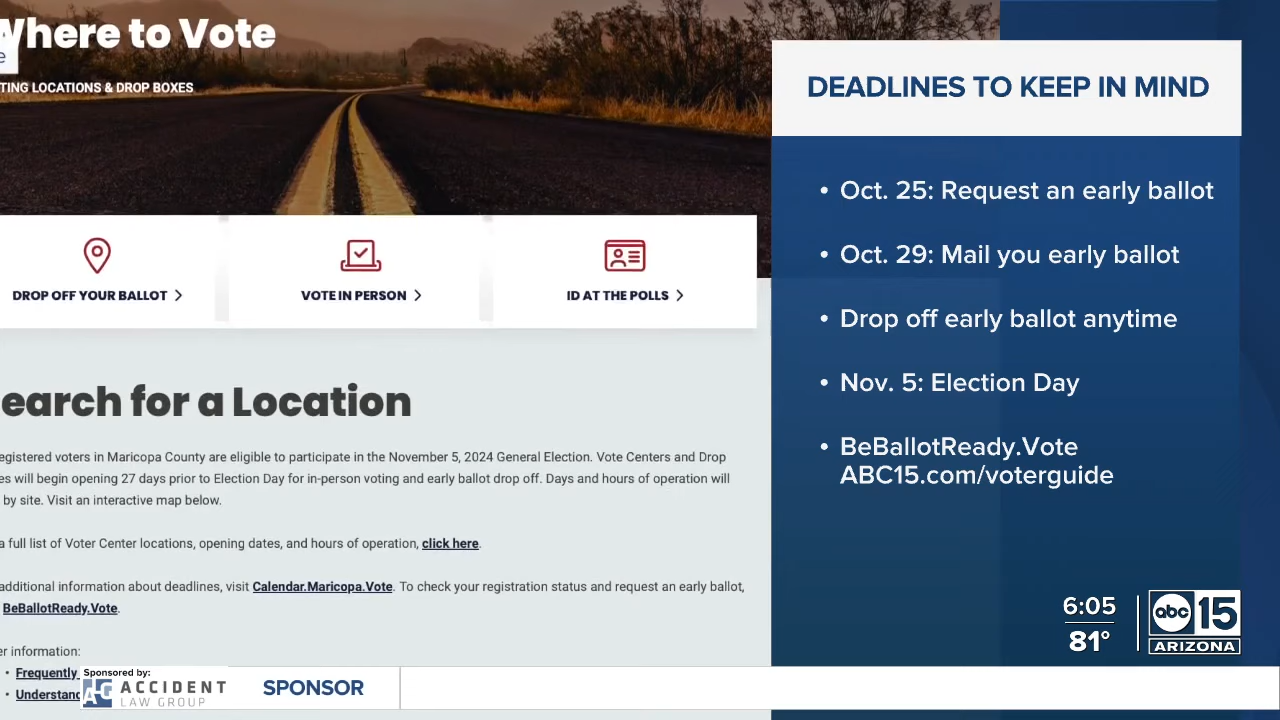 Where to Vote
e
TING LOCATIONS & DROP BOXES
DROP OFF YOUR BALLOT
VOTE IN PERSON
ID AT THE POLLS
earch for a Location
egistered voters in Maricopa County are eligible to participate in the November 5, 2024 General Election. Vote Centers and Drop
es will begin opening 27 days prior to Election Day for in-person voting and early ballot drop off. Days and hours of operation will
by site. Visit an interactive map below.
a full list of Voter Center locations, opening dates, and hours of operation, click here.
additional information about deadlines, visit Calendar.Maricopa.Vote. To check your registration status and request an early ballot,
BeBallotReady.Vote.
er information:
• Frequently
• Understand
DEADLINES TO KEEP IN MIND
• Oct. 25: Request an early ballot
• Oct. 29: Mail you early ballot
• Drop off early ballot anytime
• Nov. 5: Election Day
• BeBallotReady.Vote
ABC15.com/voterguide
6:05
81°
abc 15
ARIZONA
Sponsored by:
AG ACCIDENT
LAW GROUP
SPONSOR